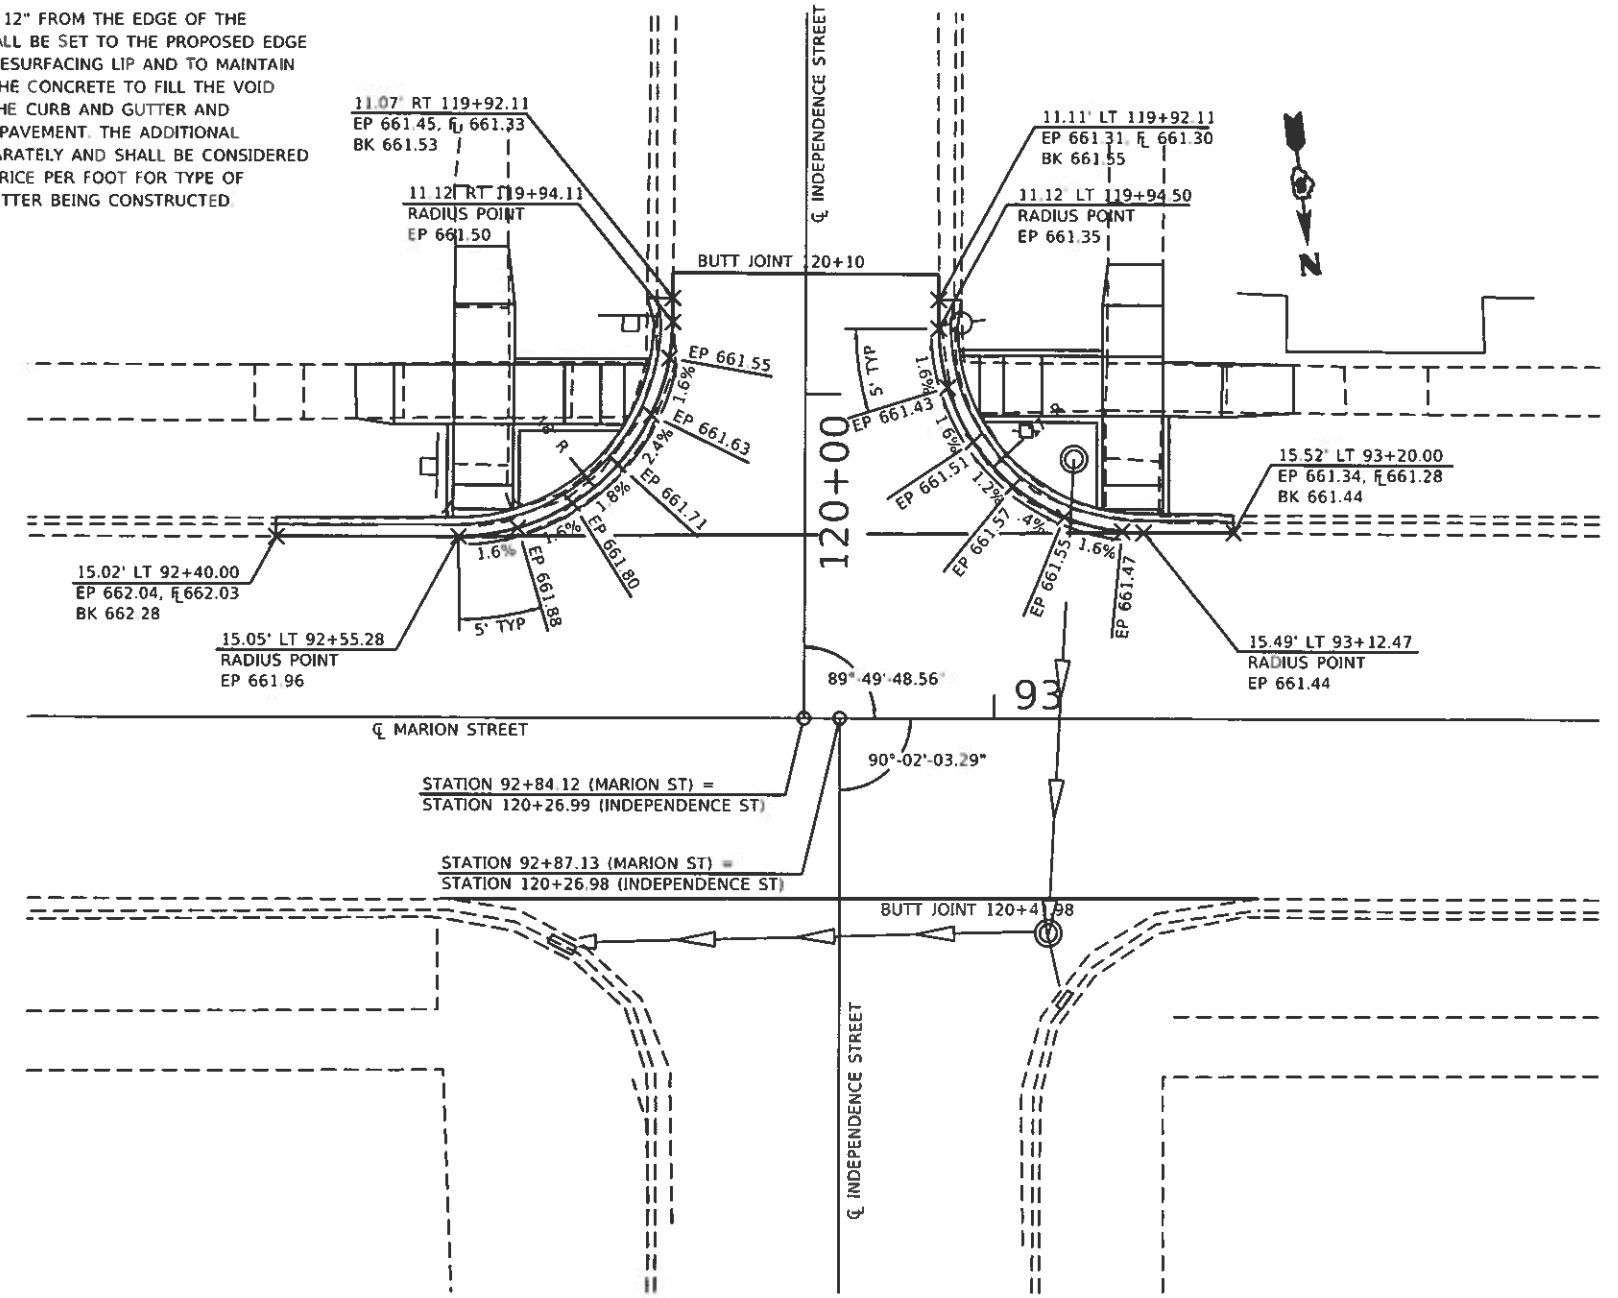 12" FROM THE EDGE OF THE
ALL BE SET TO THE PROPOSED EDGE
ESURFACING LIP AND TO MAINTAIN
HE CONCRETE TO FILL THE VOID
HE CURB AND GUTTER AND
PAVEMENT. THE ADDITIONAL
ARATELY AND SHALL BE CONSIDERED
RICE PER FOOT FOR TYPE OF
TTER BEING CONSTRUCTED.
11.07' RT 119+92.11
EP 661.45, ℄ 661.33
BK 661.53
11.12' RT 119+94.11
RADIUS POINT
EP 661.50
℄ INDEPENDENCE STREET
11.11' LT 119+92.11
EP 661.31, ℄ 661.30
BK 661.55
11.12' LT 119+94.50
RADIUS POINT
EP 661.35
N
BUTT JOINT 120+10
EP 661.55
1.6%
EP 661.63
2.4%
EP 661.71
1.8%
EP 661.80
1.6%
EP 661.88
1.6%
5' TYP
18' R
5' TYP
1.6%
EP 661.43
1.6%
EP 661.51
1.2%
EP 661.57
.4%
EP 661.55
1.6%
EP 661.47
120+00
15.52' LT 93+20.00
EP 661.34, ℄ 661.28
BK 661.44
15.02' LT 92+40.00
EP 662.04, ℄ 662.03
BK 662.28
15.05' LT 92+55.28
RADIUS POINT
EP 661.96
15.49' LT 93+12.47
RADIUS POINT
EP 661.44
89°-49'-48.56"
93
℄ MARION STREET
90°-02'-03.29"
STATION 92+84.12 (MARION ST) =
STATION 120+26.99 (INDEPENDENCE ST)
STATION 92+87.13 (MARION ST) =
STATION 120+26.98 (INDEPENDENCE ST)
BUTT JOINT 120+41.98
℄ INDEPENDENCE STREET